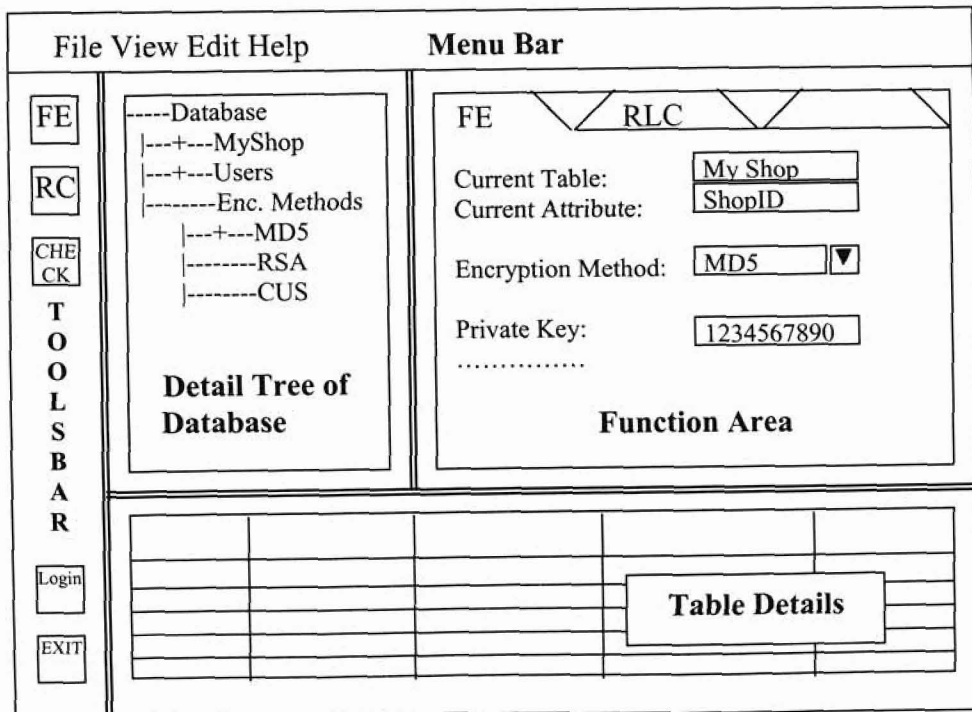 File View Edit Help
Menu Bar
FE
RC
CHE
CK
T
O
O
L
S
B
A
R
Login
EXIT
-----Database
|---+---MyShop
|---+---Users
|--------Enc. Methods
|---+---MD5
|--------RSA
|--------CUS
Detail Tree of
Database
FE
RLC
Current Table: My Shop
Current Attribute: ShopID
Encryption Method: MD5 ▼
Private Key: 1234567890
...............
Function Area
Table Details